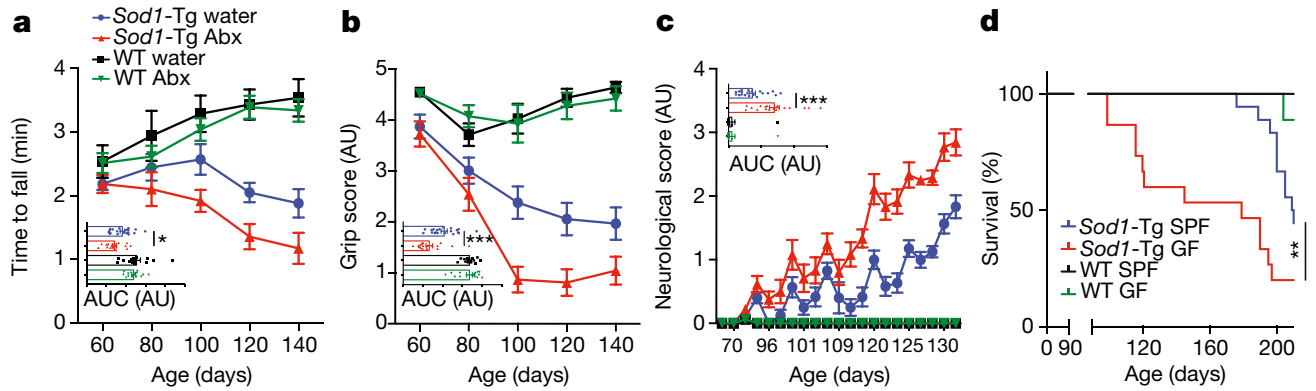 a
Sod1-Tg water
Sod1-Tg Abx
WT water
WT Abx
Time to fall (min)
4
3
2
1
0
*
AUC (AU)
60 80 100 120 140
Age (days)
b
Grip score (AU)
5
4
3
2
1
0
***
AUC (AU)
60 80 100 120 140
Age (days)
c
Neurological score (AU)
4
3
2
1
0
***
AUC (AU)
70 96 101 109 120 125 130
Age (days)
d
Survival (%)
100
50
0
Sod1-Tg SPF
Sod1-Tg GF
WT SPF
WT GF
**
0 90 120 160 200
Age (days)